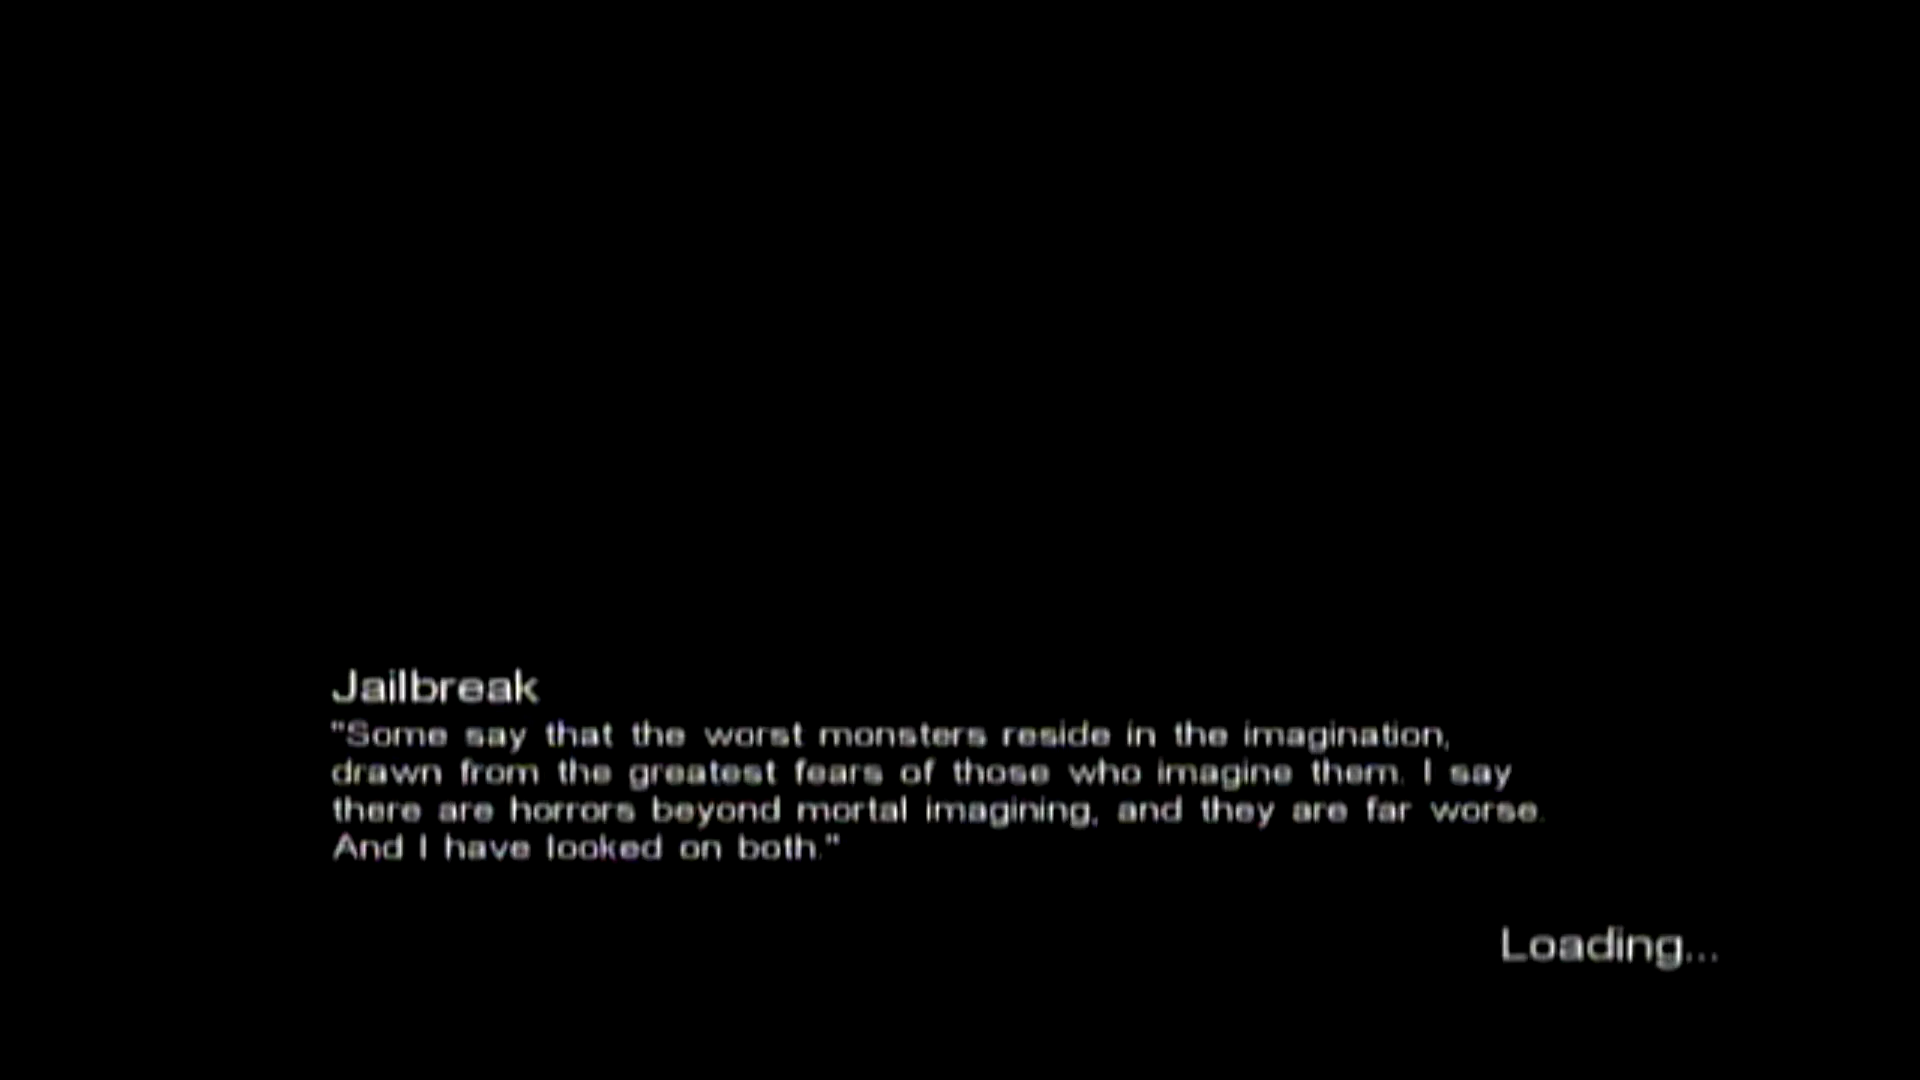 Jailbreak
"Some say that the worst monsters reside in the imagination,
drawn from the greatest fears of those who imagine them. I say
there are horrors beyond mortal imagining, and they are far worse.
And I have looked on both."
Loading...